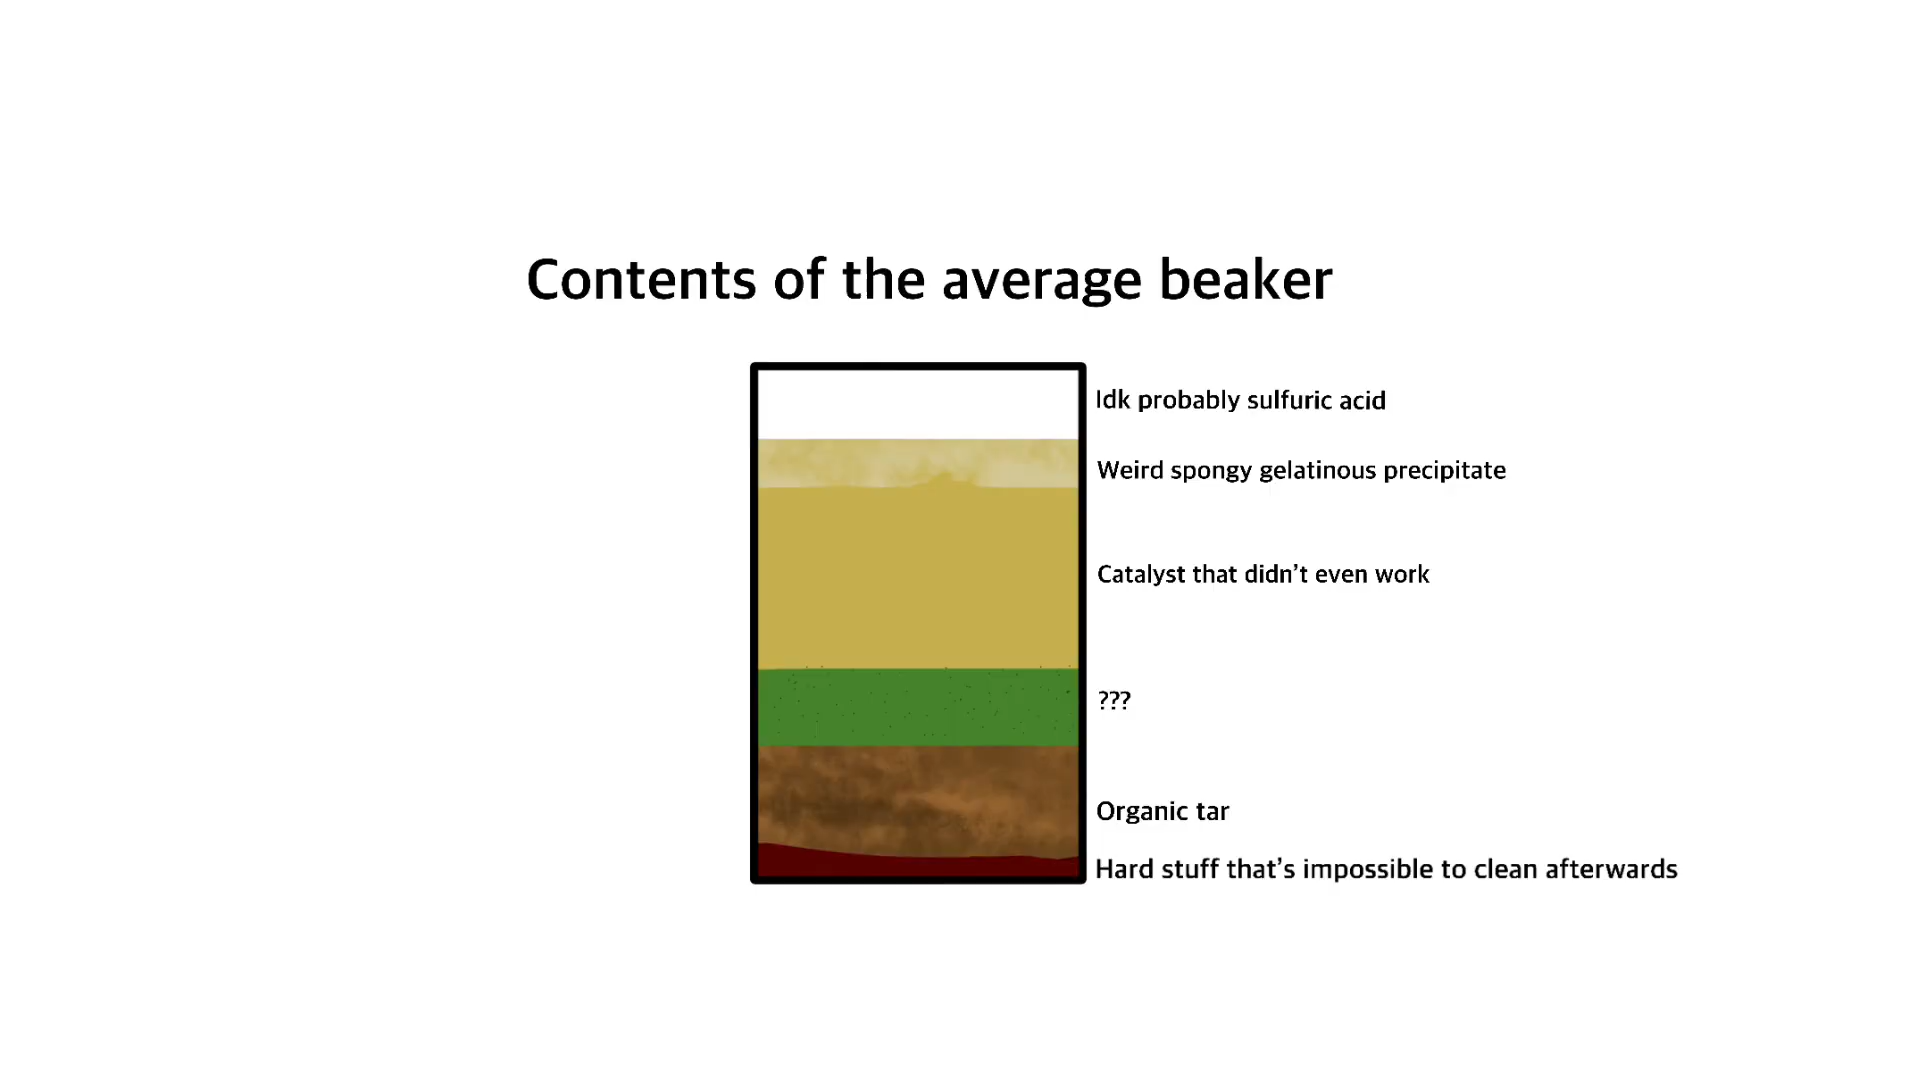 Contents of the average beaker
Idk probably sulfuric acid
Weird spongy gelatinous precipitate
Catalyst that didn’t even work
???
Organic tar
Hard stuff that’s impossible to clean afterwards